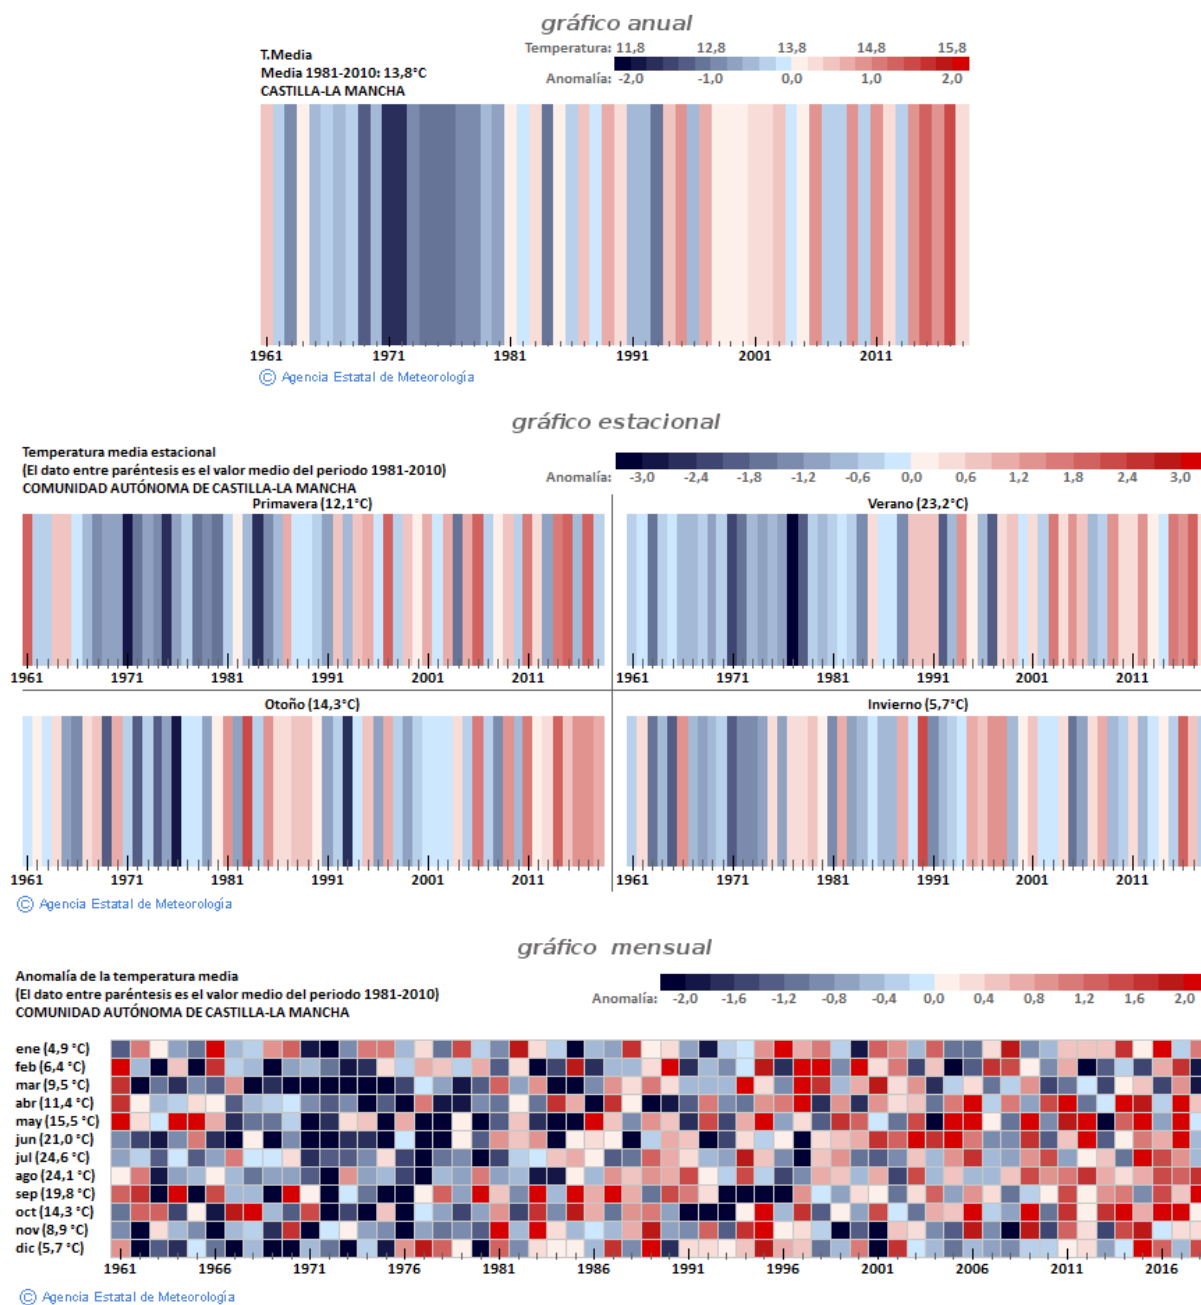 gráfico anual
T.Media
Media 1981-2010: 13,8°C
CASTILLA-LA MANCHA
Temperatura: 11,8 12,8 13,8 14,8 15,8
Anomalía: -2,0 -1,0 0,0 1,0 2,0
1961 1971 1981 1991 2001 2011
© Agencia Estatal de Meteorología
gráfico estacional
Temperatura media estacional
(El dato entre paréntesis es el valor medio del periodo 1981-2010)
COMUNIDAD AUTÓNOMA DE CASTILLA-LA MANCHA
Anomalía: -3,0 -2,4 -1,8 -1,2 -0,6 0,0 0,6 1,2 1,8 2,4 3,0
Primavera (12,1°C) Verano (23,2°C)
1961 1971 1981 1991 2001 2011 1961 1971 1981 1991 2001 2011
Otoño (14,3°C) Invierno (5,7°C)
1961 1971 1981 1991 2001 2011 1961 1971 1981 1991 2001 2011
© Agencia Estatal de Meteorología
gráfico mensual
Anomalía de la temperatura media
(El dato entre paréntesis es el valor medio del periodo 1981-2010)
COMUNIDAD AUTÓNOMA DE CASTILLA-LA MANCHA
Anomalía: -2,0 -1,6 -1,2 -0,8 -0,4 0,0 0,4 0,8 1,2 1,6 2,0
ene (4,9 °C)
feb (6,4 °C)
mar (9,5 °C)
abr (11,4 °C)
may (15,5 °C)
jun (21,0 °C)
jul (24,6 °C)
ago (24,1 °C)
sep (19,8 °C)
oct (14,3 °C)
nov (8,9 °C)
dic (5,7 °C)
1961 1966 1971 1976 1981 1986 1991 1996 2001 2006 2011 2016
© Agencia Estatal de Meteorología